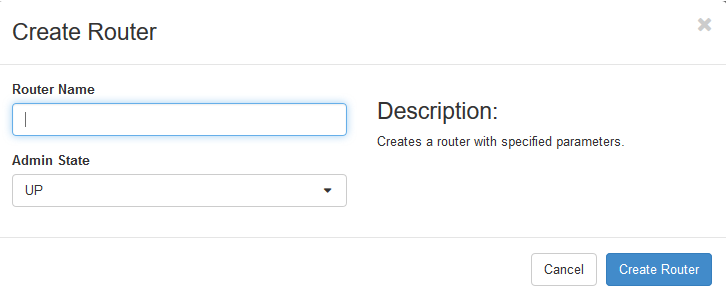 Create Router
×
Router Name
Admin State
UP
Description:
Creates a router with specified parameters.
Cancel
Create Router